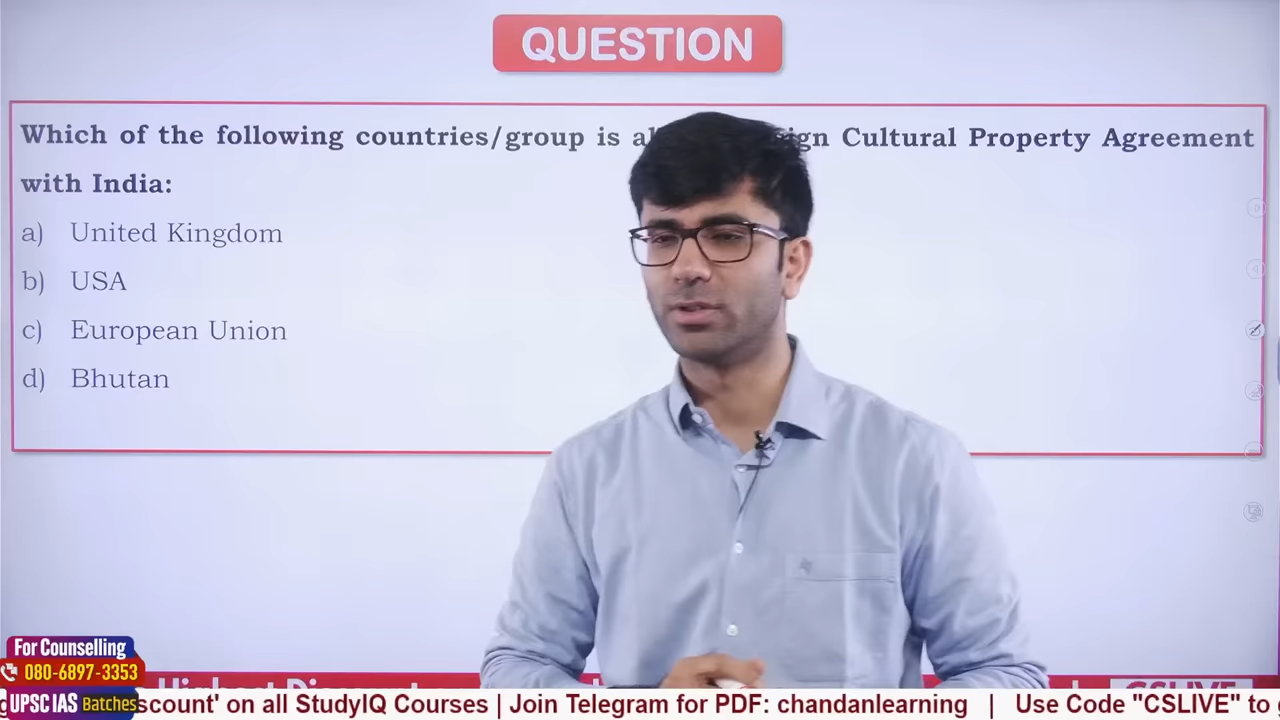 QUESTION
Which of the following countries/group is Cultural Property Agreement
with India:
a) United Kingdom
b) USA
c) European Union
d) Bhutan
For Counselling
080-6897-3353
UPSC IAS Batches
scount' on all StudyIQ Courses | Join Telegram for PDF: chandanlearning | Use Code "CSLIVE" to